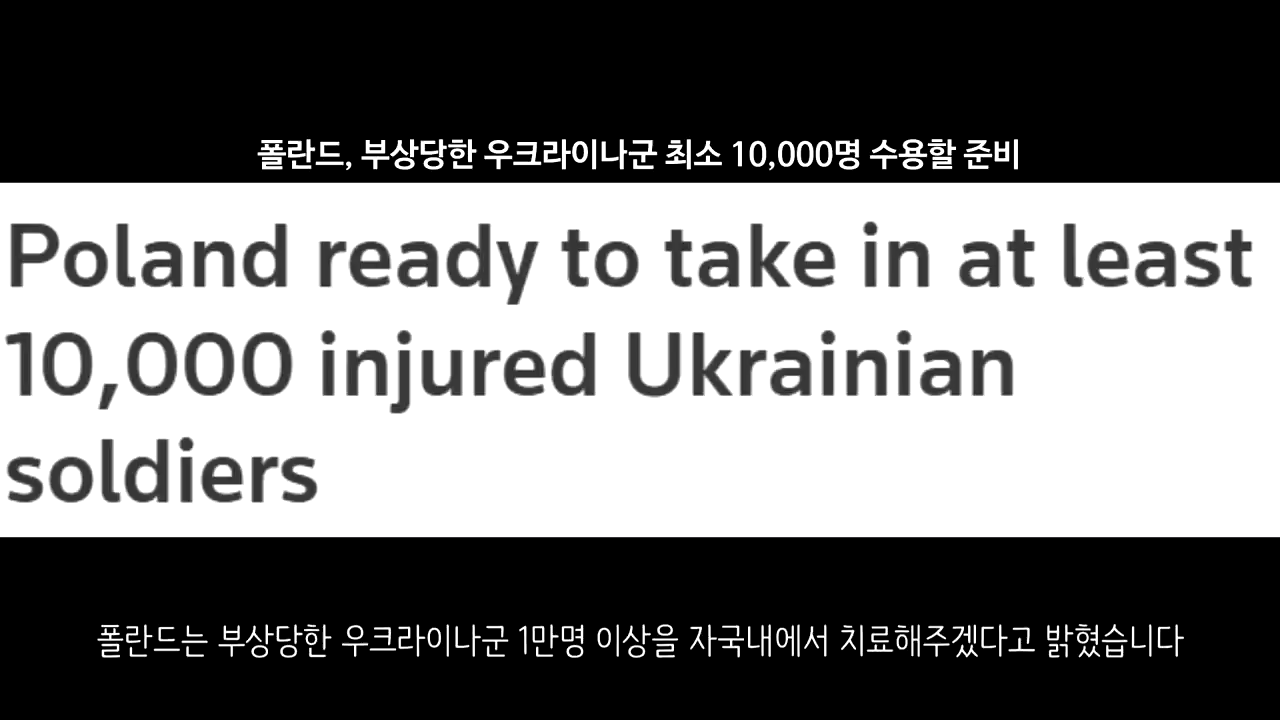 폴란드, 부상당한 우크라이나군 최소 10,000명 수용할 준비
Poland ready to take in at least
10,000 injured Ukrainian
soldiers
폴란드는 부상당한 우크라이나군 1만명 이상을 자국내에서 치료해주겠다고 밝혔습니다